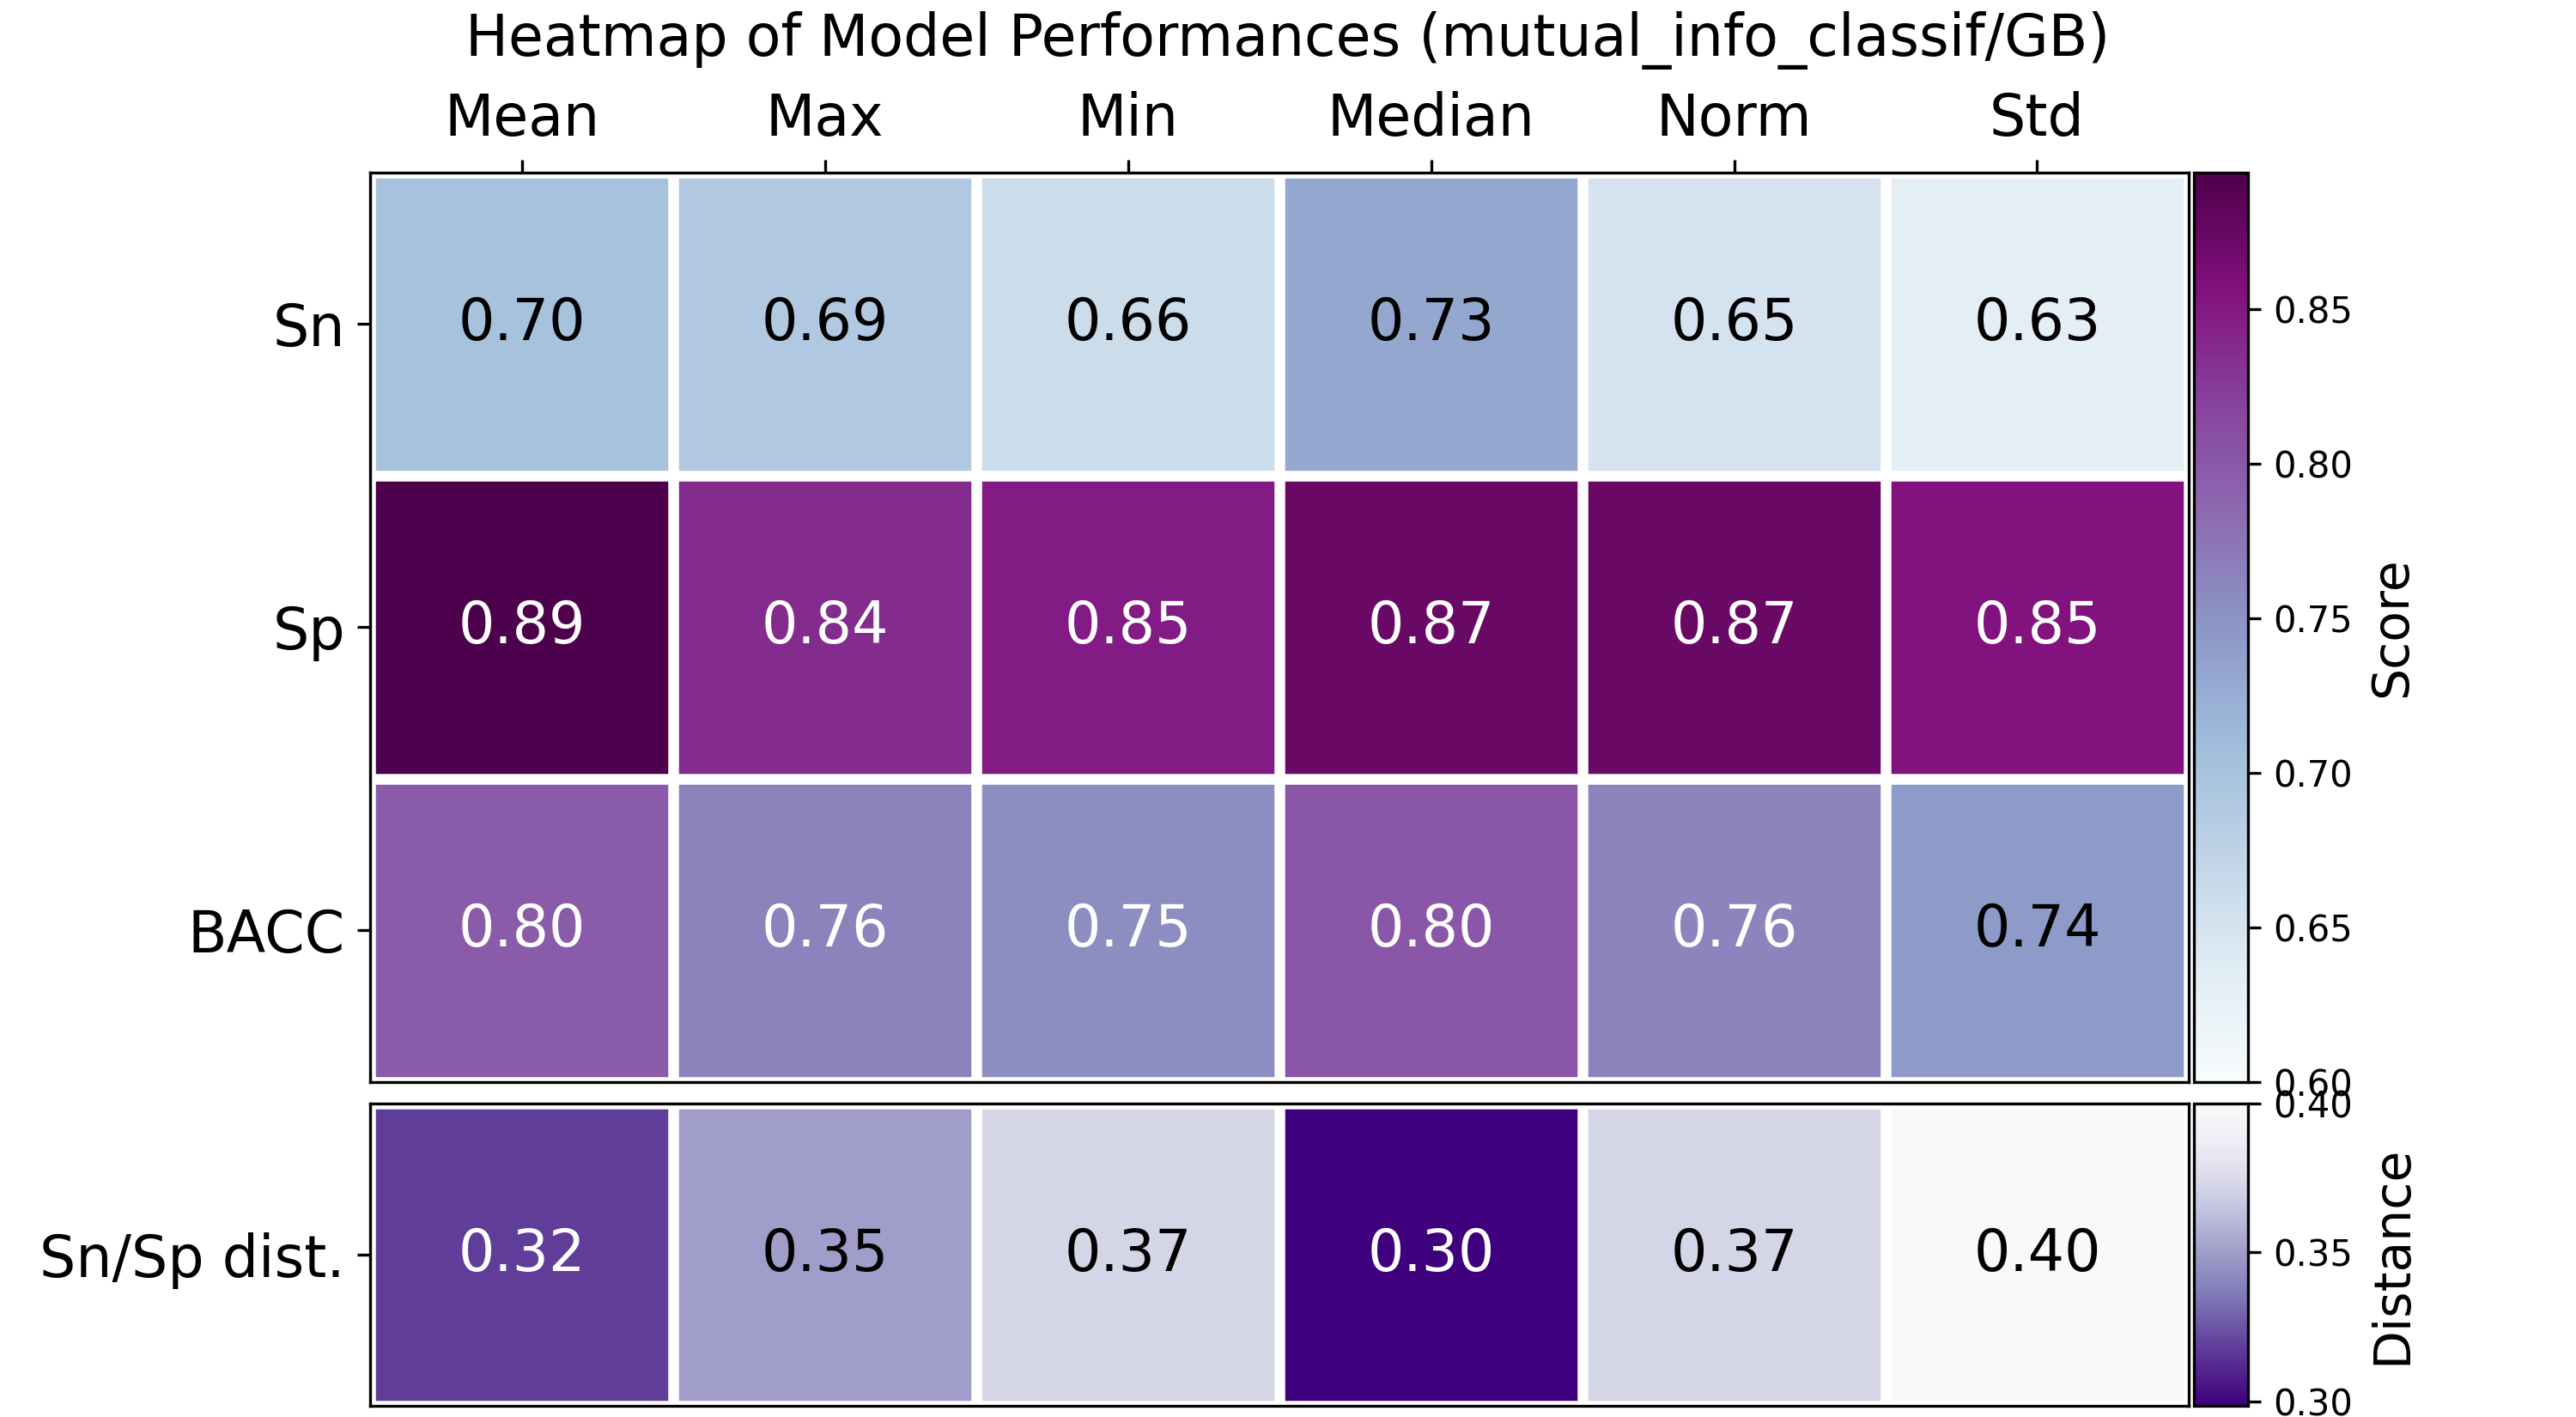 Heatmap of Model Performances (mutual_info_classif/GB)
Mean Max Min Median Norm Std
Sn 0.70 0.69 0.66 0.73 0.65 0.63
Sp 0.89 0.84 0.85 0.87 0.87 0.85
BACC 0.80 0.76 0.75 0.80 0.76 0.74
Sn/Sp dist. 0.32 0.35 0.37 0.30 0.37 0.40
0.85
0.80
0.75
0.70
0.65
0.60
Score
0.40
0.35
0.30
Distance